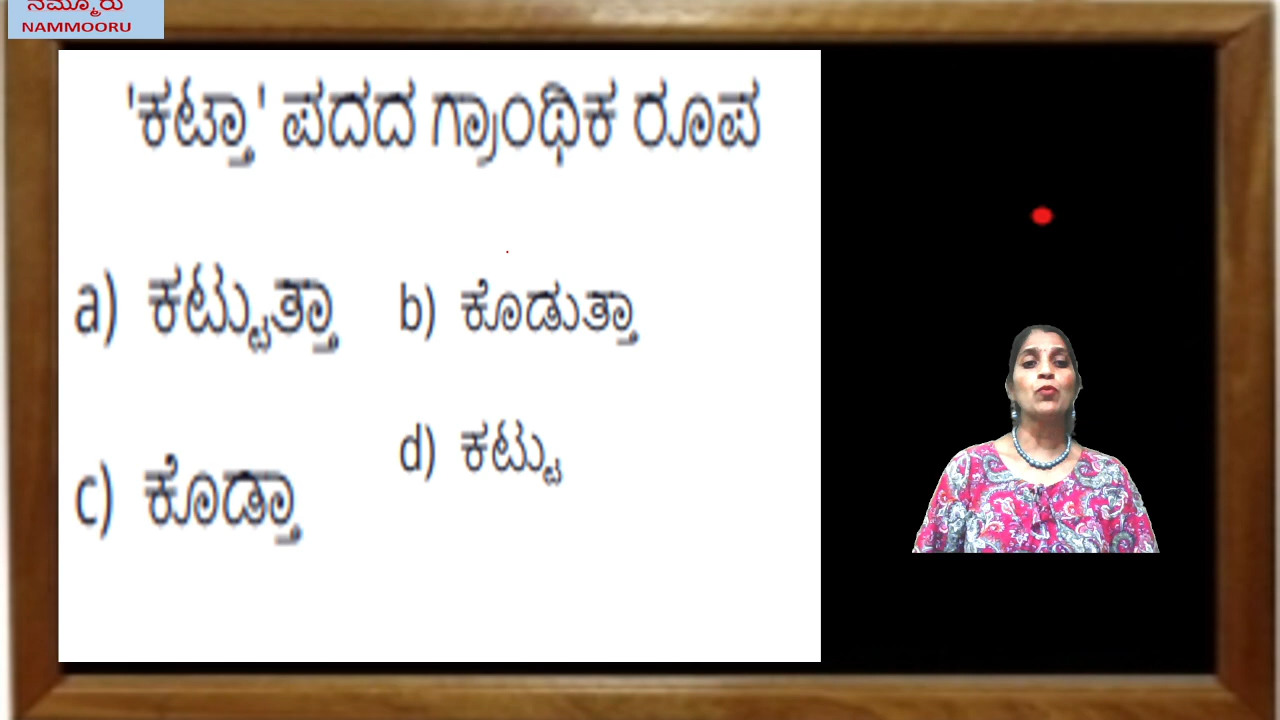 ನಮ್ಮೂರು
NAMMOORU
'ಕಟ್ತಾ' ಪದದ ಗ್ರಾಂಥಿಕ ರೂಪ
a) ಕಟ್ಟುತ್ತಾ b) ಕೊಡುತ್ತಾ
c) ಕೊಡ್ತಾ d) ಕಟ್ಟು